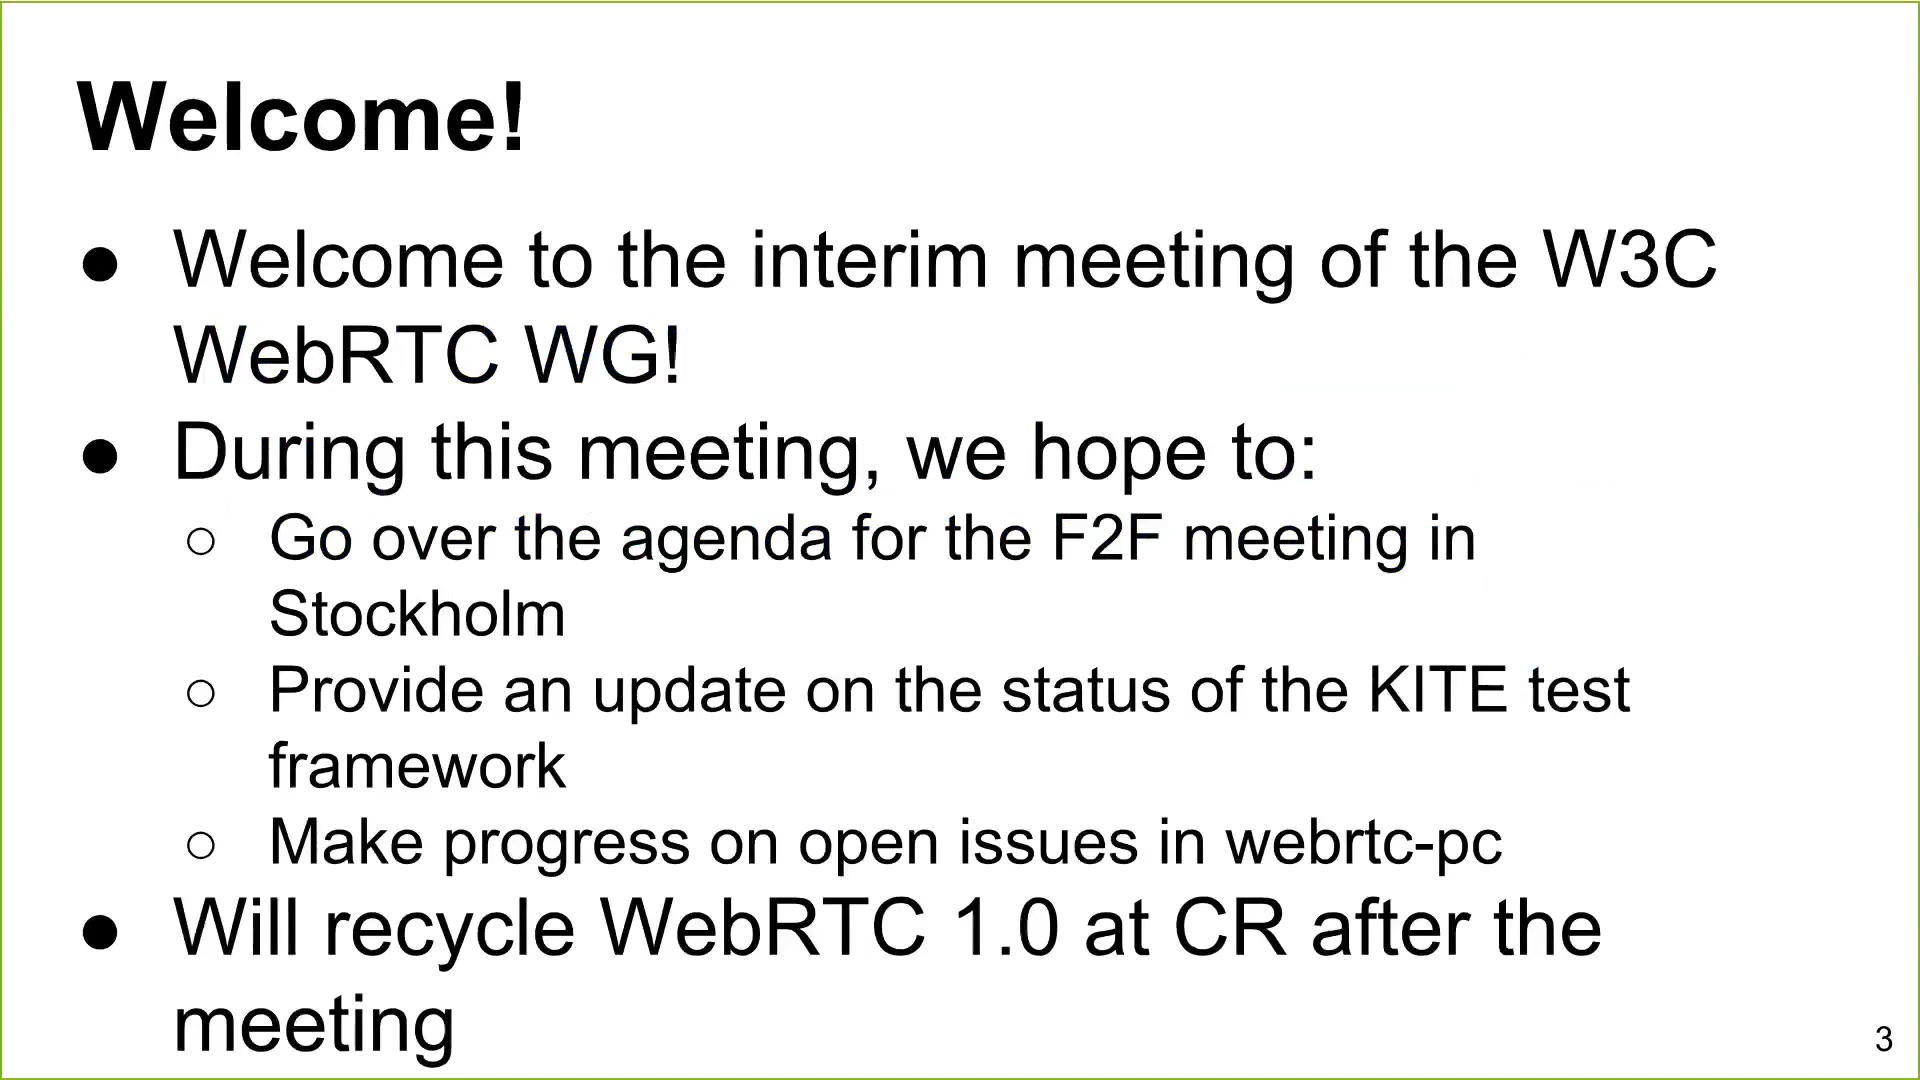 Welcome!
● Welcome to the interim meeting of the W3C
WebRTC WG!
● During this meeting, we hope to:
○ Go over the agenda for the F2F meeting in
Stockholm
○ Provide an update on the status of the KITE test
framework
○ Make progress on open issues in webrtc-pc
● Will recycle WebRTC 1.0 at CR after the
meeting
3